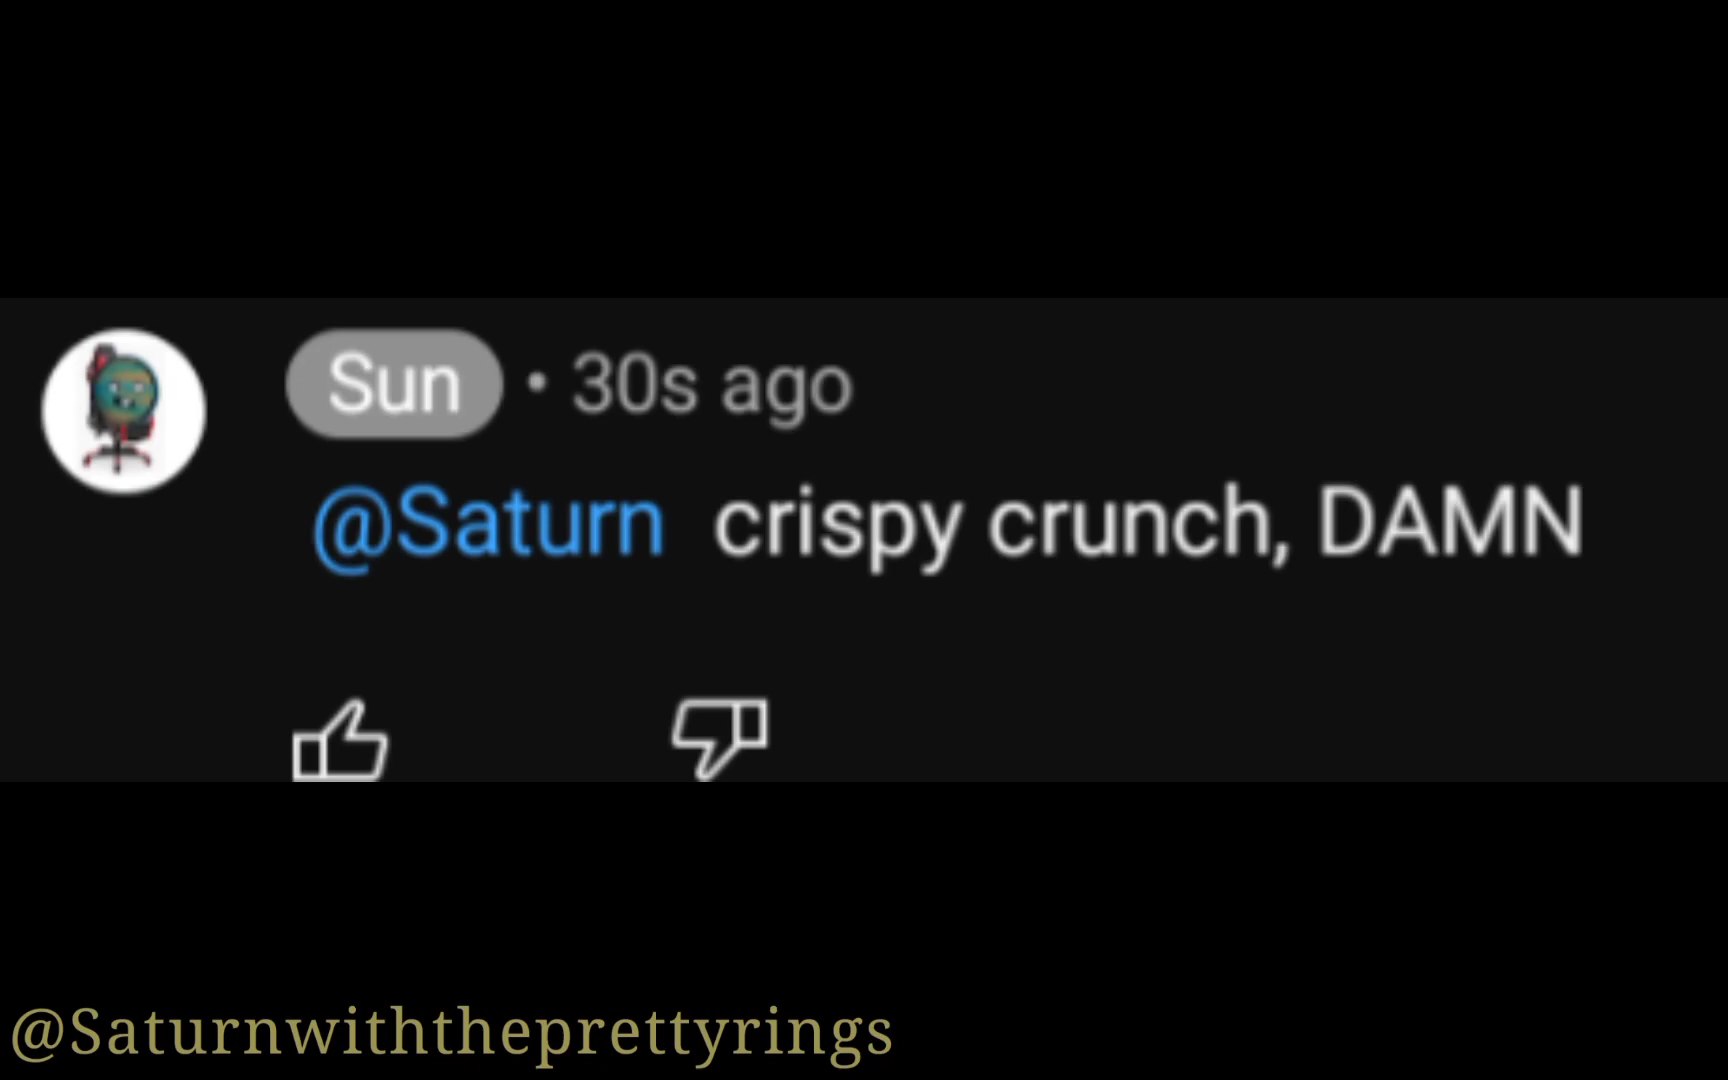 Sun • 30s ago
@Saturn crispy crunch, DAMN
@Saturnwiththeprettyrings